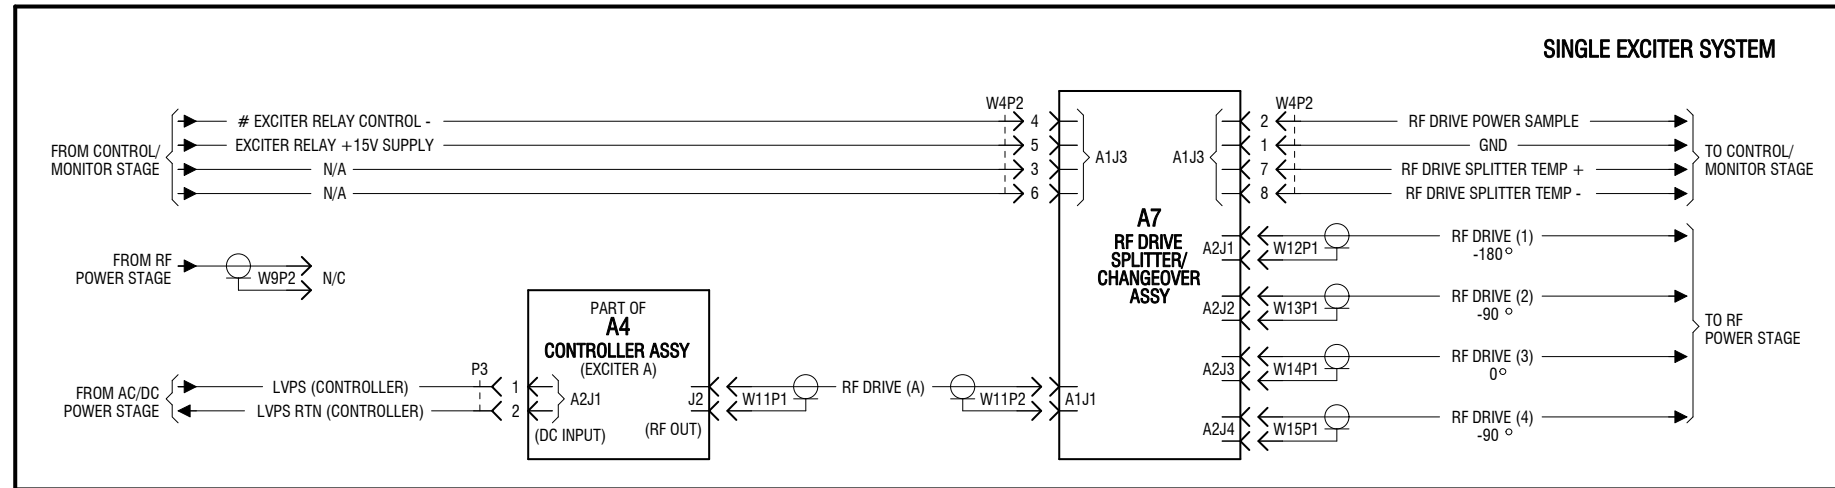 SINGLE EXCITER SYSTEM
FROM CONTROL/
MONITOR STAGE
# EXCITER RELAY CONTROL -
EXCITER RELAY +15V SUPPLY
N/A
N/A
W4P2
4
5
3
6
A1J3
A1J3
W4P2
2
1
7
8
RF DRIVE POWER SAMPLE
GND
RF DRIVE SPLITTER TEMP +
RF DRIVE SPLITTER TEMP -
TO CONTROL/
MONITOR STAGE
A7
RF DRIVE
SPLITTER/
CHANGEOVER
ASSY
FROM RF
POWER STAGE
W9P2
N/C
A2J1
W12P1
RF DRIVE (1)
-180°
A2J2
W13P1
RF DRIVE (2)
-90 °
A2J3
W14P1
RF DRIVE (3)
0°
A2J4
W15P1
RF DRIVE (4)
-90 °
TO RF
POWER STAGE
PART OF
A4
CONTROLLER ASSY
(EXCITER A)
FROM AC/DC
POWER STAGE
LVPS (CONTROLLER)
LVPS RTN (CONTROLLER)
P3
1
2
A2J1
(DC INPUT)
J2
(RF OUT)
W11P1
RF DRIVE (A)
W11P2
A1J1